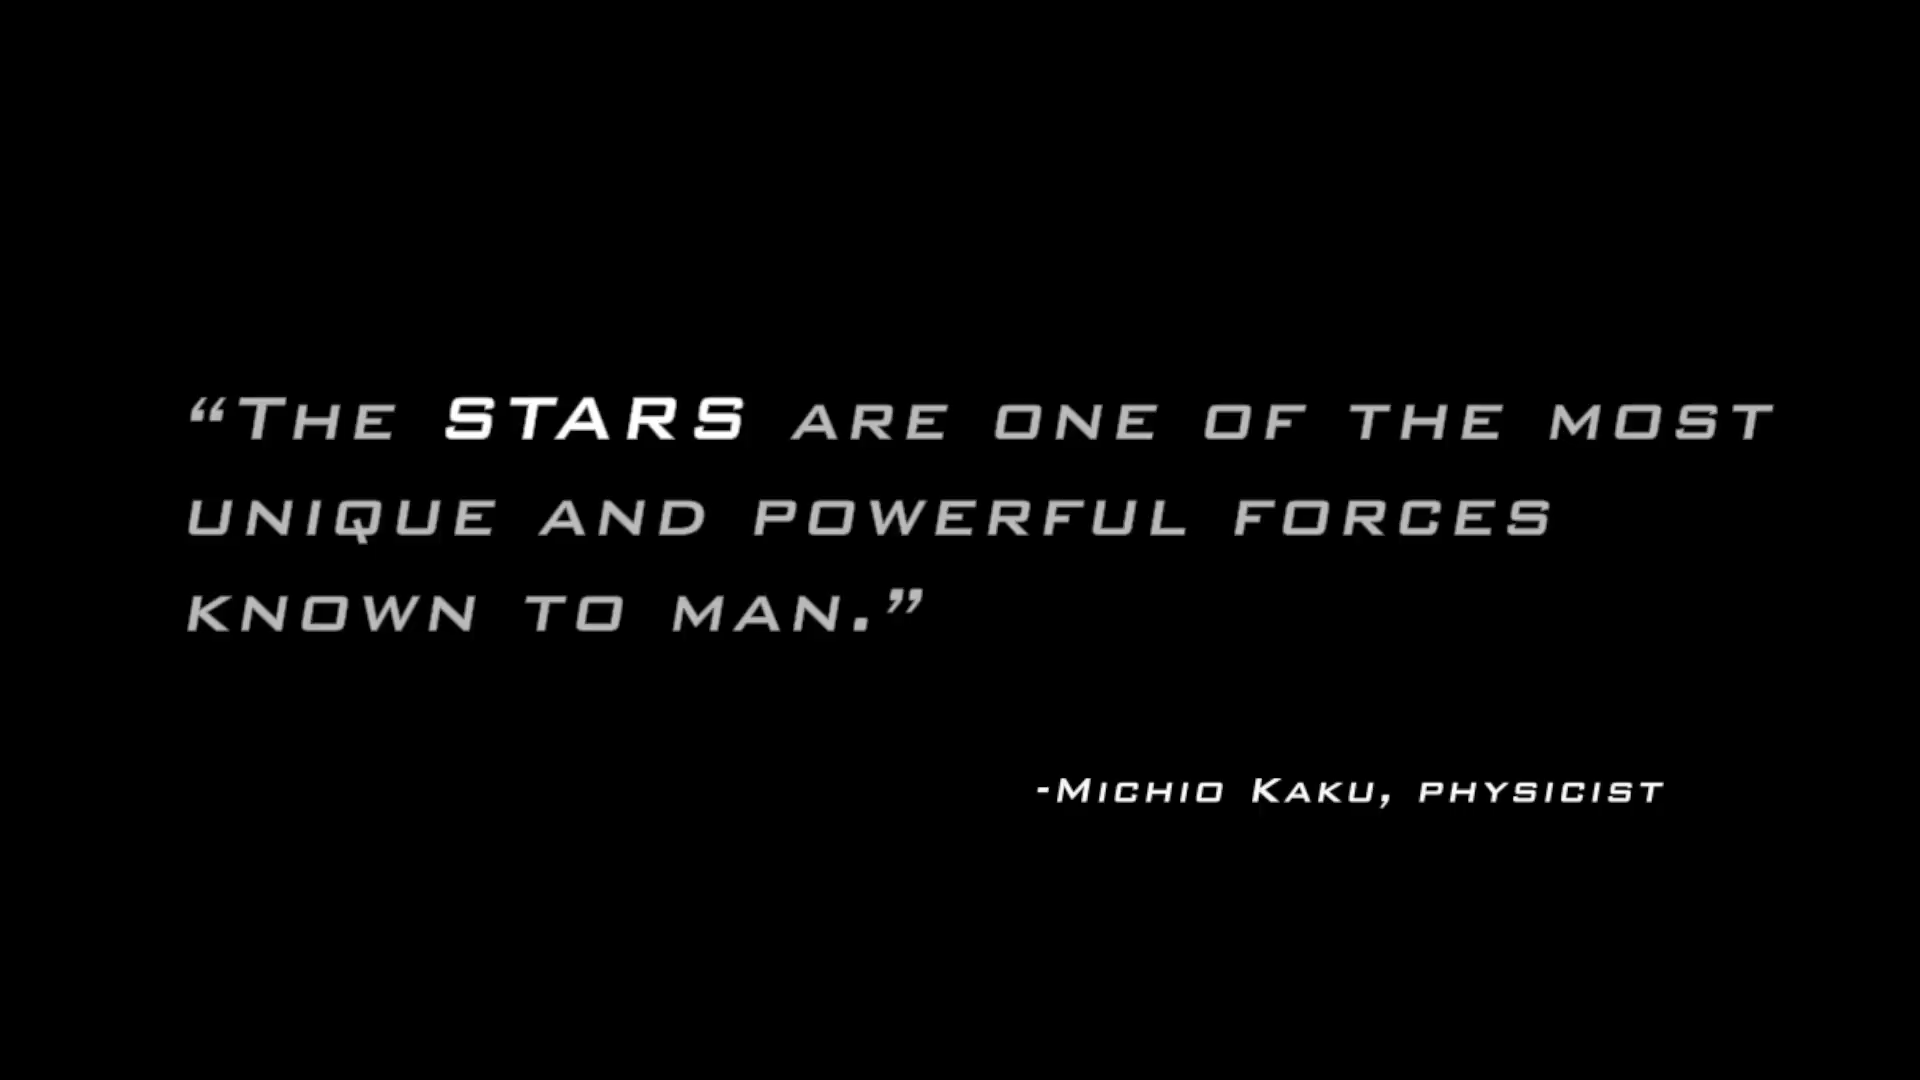 “The STARS are one of the most
unique and powerful forces
known to man.”
-Michio Kaku, physicist